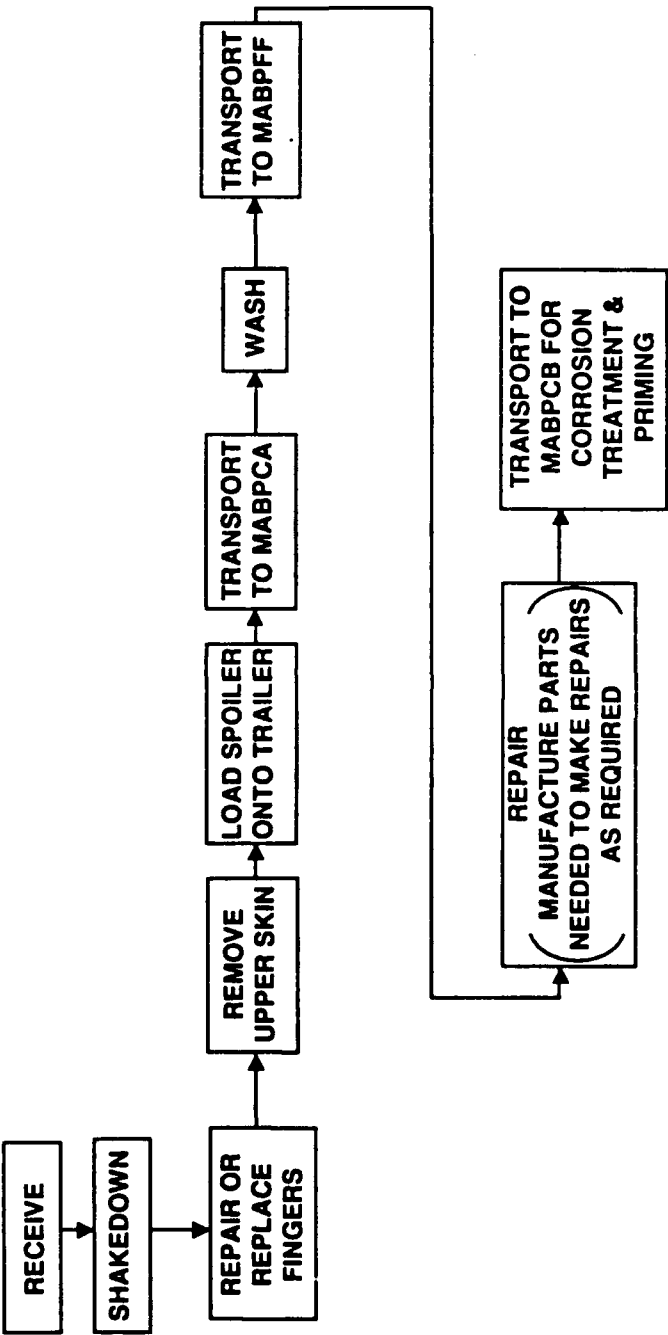 RECEIVE
SHAKEDOWN
REPAIR OR
REPLACE
FINGERS
REMOVE
UPPER SKIN
LOAD SPOILER
ONTO TRAILER
TRANSPORT
TO MABPCA
WASH
TRANSPORT
TO MABPFF
REPAIR
(MANUFACTURE PARTS
NEEDED TO MAKE REPAIRS
AS REQUIRED)
TRANSPORT TO
MABPCB FOR
CORROSION
TREATMENT &
PRIMING